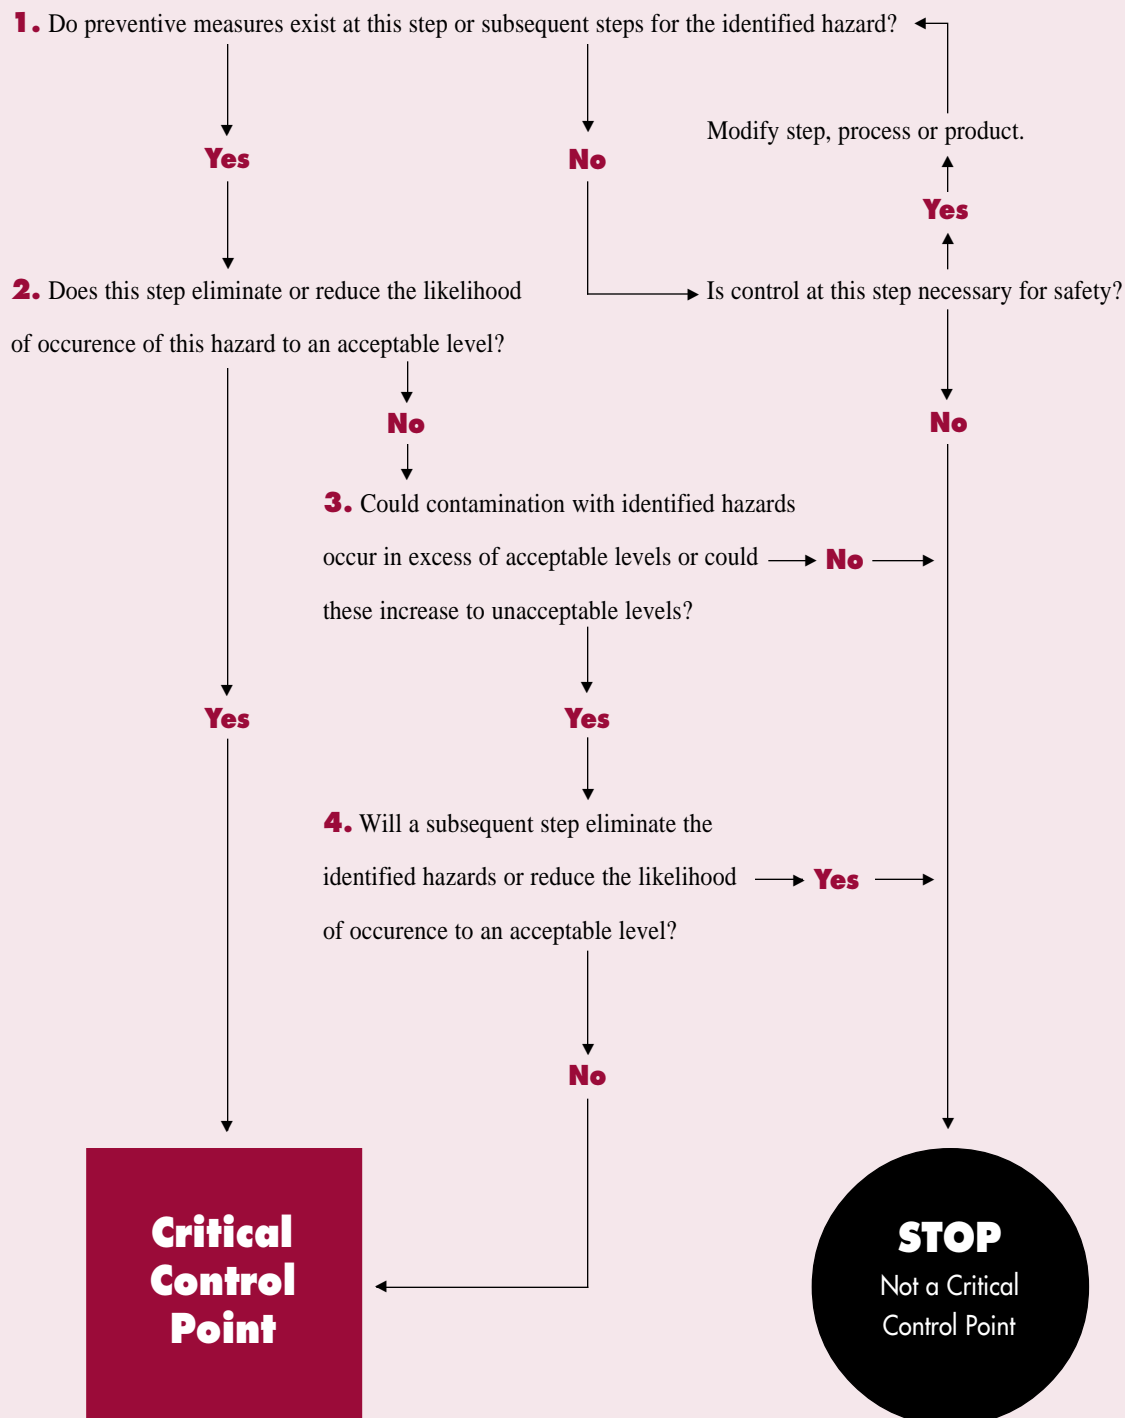 1. Do preventive measures exist at this step or subsequent steps for the identified hazard?
Modify step, process or product.
Yes
No
Yes
2. Does this step eliminate or reduce the likelihood
of occurence of this hazard to an acceptable level?
Is control at this step necessary for safety?
No
No
3. Could contamination with identified hazards
occur in excess of acceptable levels or could
these increase to unacceptable levels?
No
Yes
Yes
4. Will a subsequent step eliminate the
identified hazards or reduce the likelihood
of occurence to an acceptable level?
Yes
No
Critical
Control
Point
STOP
Not a Critical
Control Point